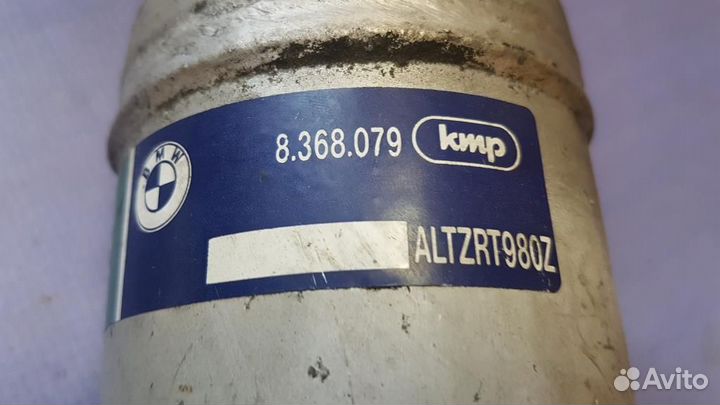 BMW
8.368.079 kmp
ALTZRT980Z
Avito